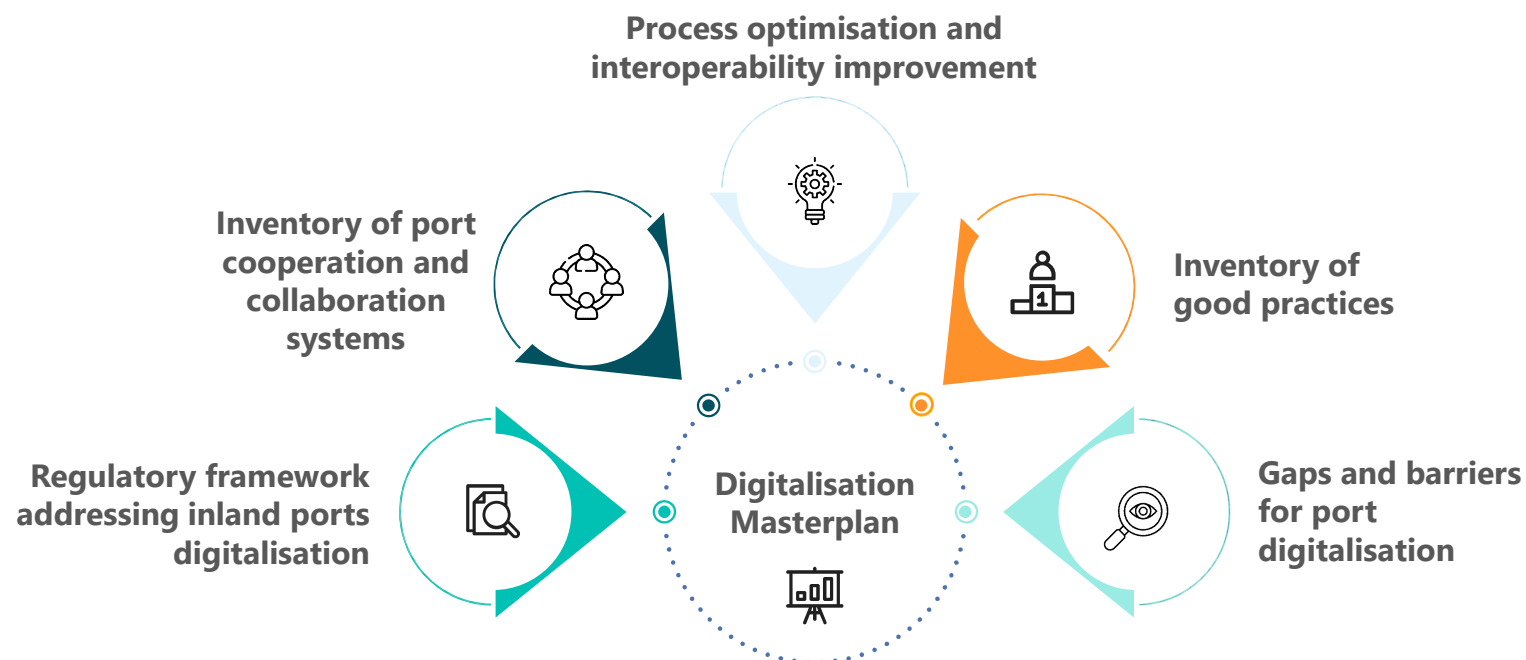 Process optimisation and
interoperability improvement
Inventory of port
cooperation and
collaboration
systems
1
Inventory of
good practices
Regulatory framework
addressing inland ports
digitalisation
Digitalisation
Masterplan
Gaps and barriers
for port
digitalisation